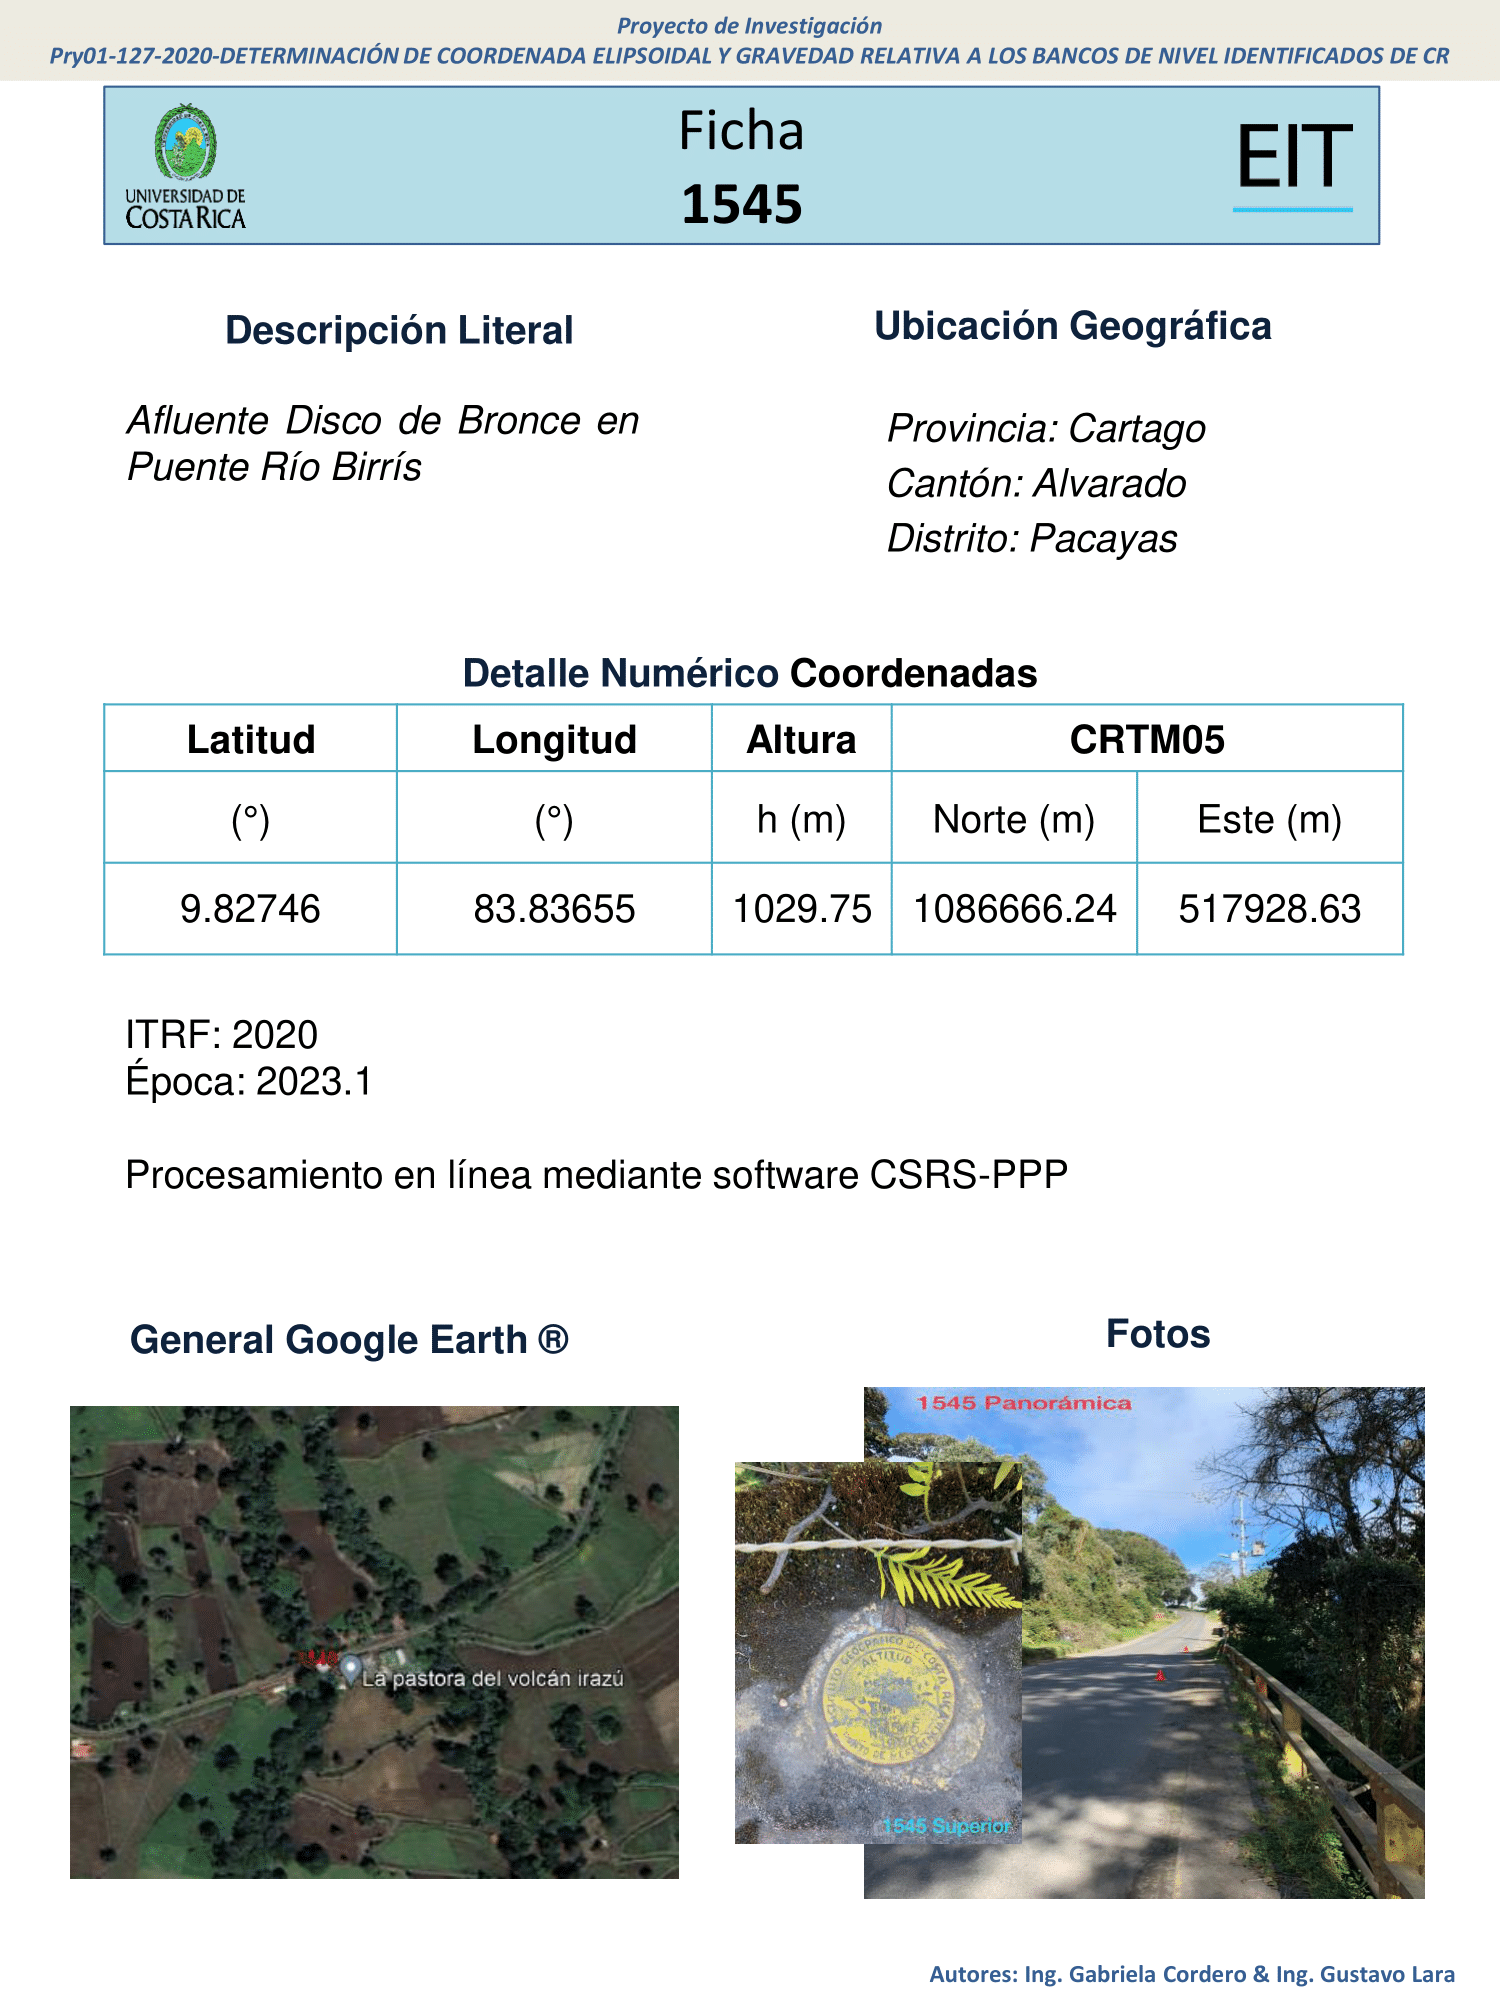 Proyecto de Investigación
Pry01-127-2020-DETERMINACIÓN DE COORDENADA ELIPSOIDAL Y GRAVEDAD RELATIVA A LOS BANCOS DE NIVEL IDENTIFICADOS DE CR
UNIVERSIDAD DE
COSTA RICA
Ficha
1545
EIT
Descripción Literal
Afluente Disco de Bronce en
Puente Río Birrís
Ubicación Geográfica
Provincia: Cartago
Cantón: Alvarado
Distrito: Pacayas
Detalle Numérico Coordenadas
Latitud Longitud Altura CRTM05
(°) (°) h (m) Norte (m) Este (m)
9.82746 83.83655 1029.75 1086666.24 517928.63
ITRF: 2020
Época: 2023.1
Procesamiento en línea mediante software CSRS-PPP
General Google Earth ®
La pastora del volcán irazú
Fotos
1545 Panorámica
ALTITUD
1545 Superior
Autores: Ing. Gabriela Cordero & Ing. Gustavo Lara